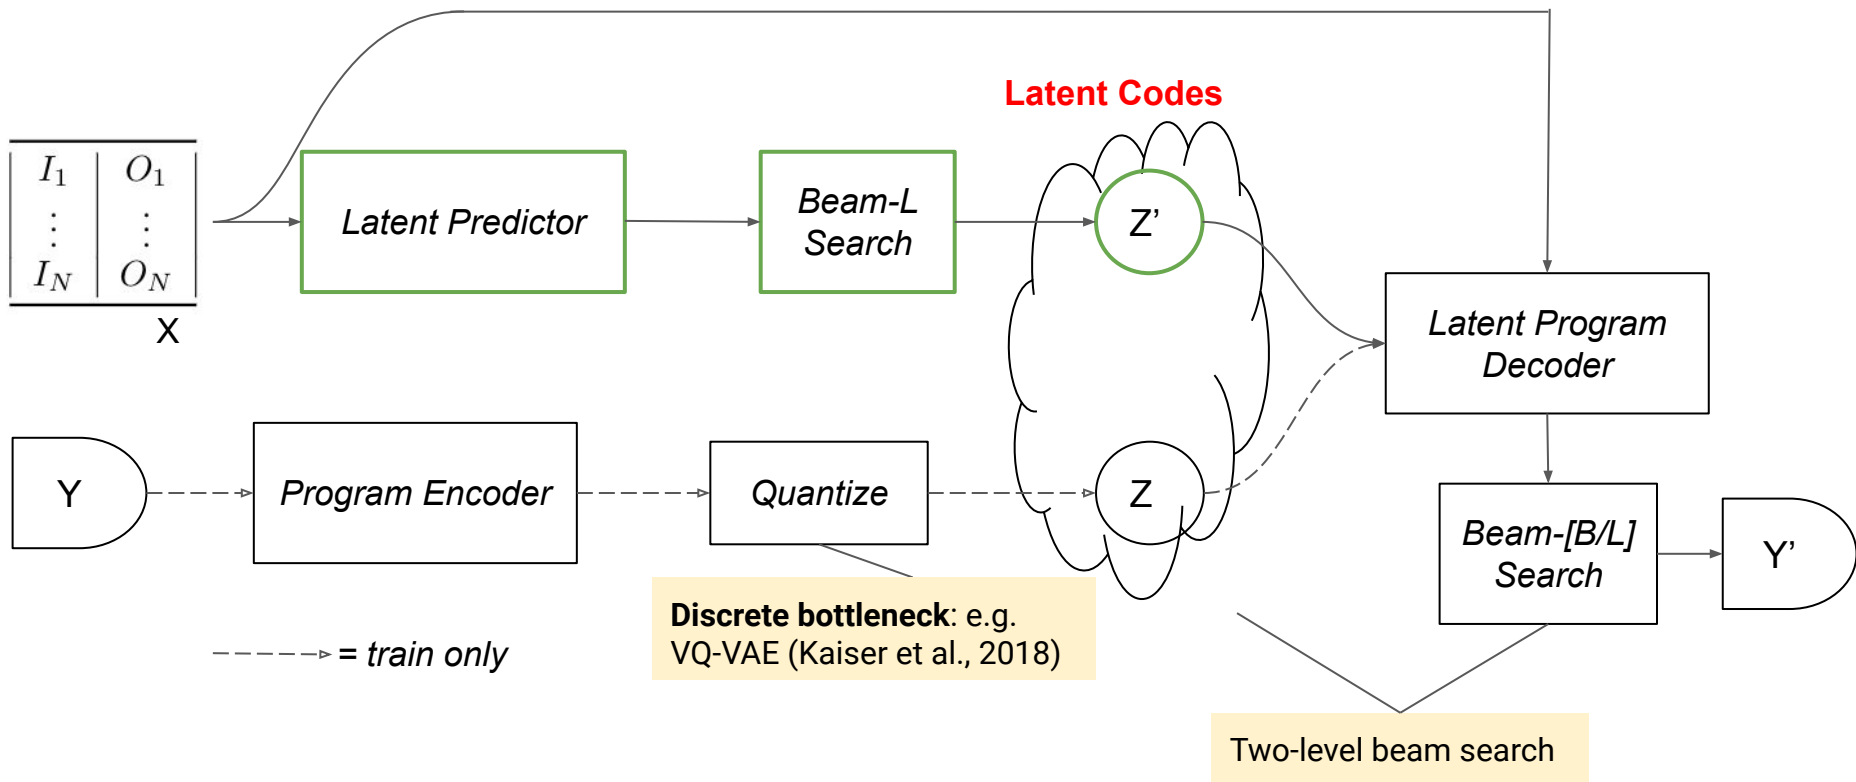 Latent Codes
I1 O1
⋮ ⋮
IN ON
X
Latent Predictor
Beam-L
Search
Z'
Latent Program
Decoder
Y
Program Encoder
Quantize
Z
Beam-[B/L]
Search
Y'
Discrete bottleneck: e.g.
VQ-VAE (Kaiser et al., 2018)
= train only
Two-level beam search